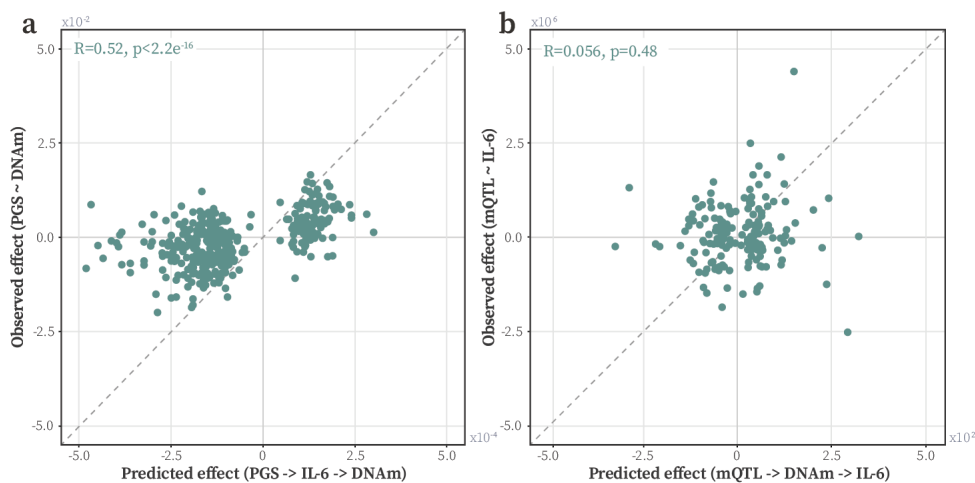 a
x10-2
R=0.52, p<2.2e-16
5.0
2.5
0.0
-2.5
-5.0
Observed effect (PGS ~ DNAm)
-5.0 -2.5 0 2.5 5.0
x10-4
Predicted effect (PGS -> IL-6 -> DNAm)
b
x106
R=0.056, p=0.48
5.0
2.5
0.0
-2.5
-5.0
Observed effect (mQTL ~ IL-6)
-5.0 -2.5 0 2.5 5.0
x102
Predicted effect (mQTL -> DNAm -> IL-6)